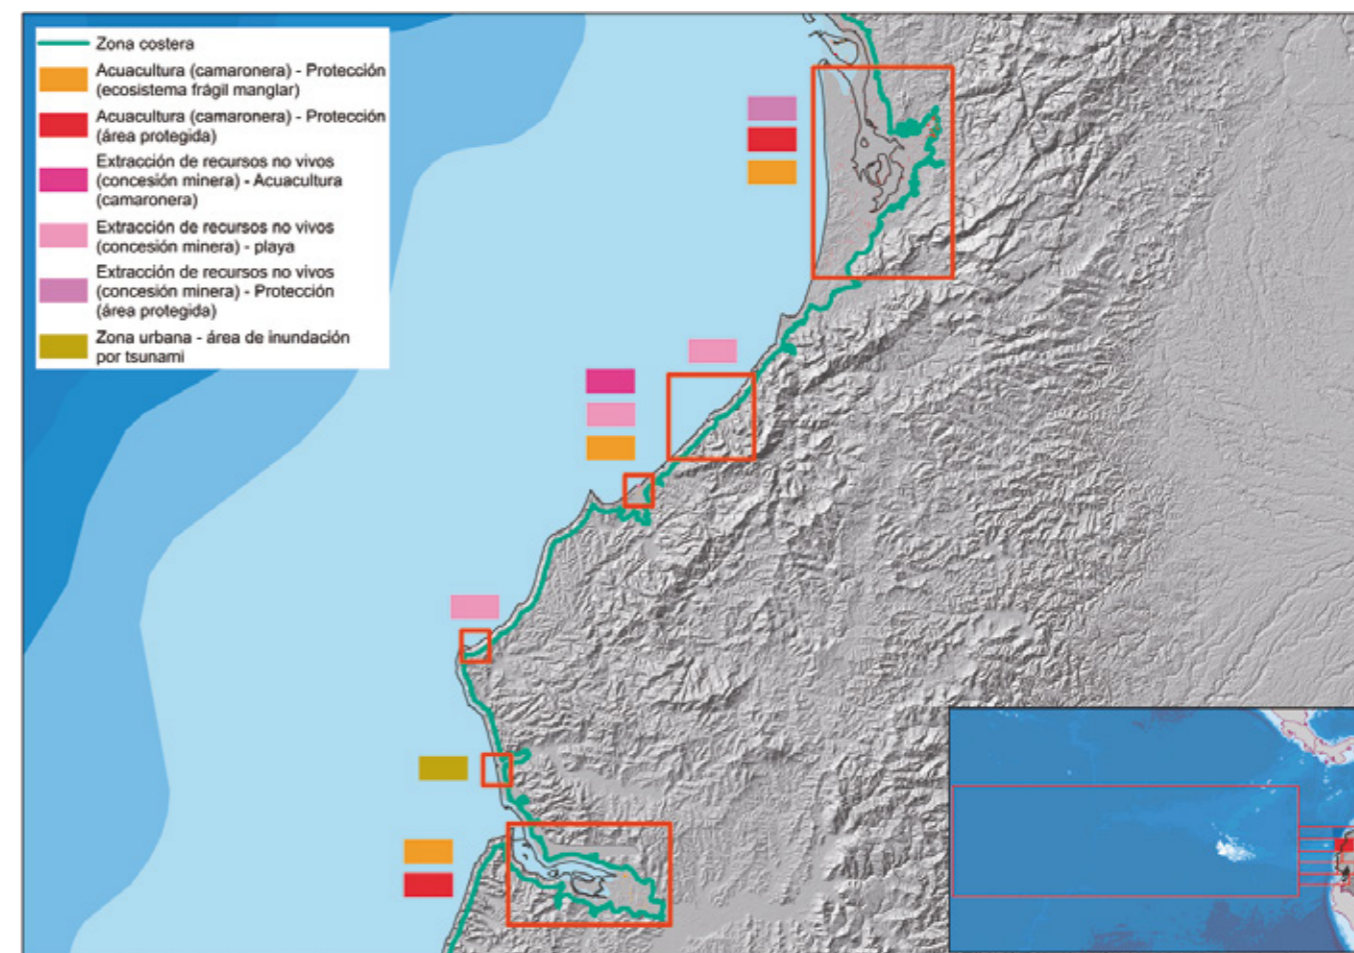 Zona costera
Acuacultura (camaronera) - Protección
(ecosistema frágil manglar)
Acuacultura (camaronera) - Protección
(área protegida)
Extracción de recursos no vivos
(concesión minera) - Acuacultura
(camaronera)
Extracción de recursos no vivos
(concesión minera) - playa
Extracción de recursos no vivos
(concesión minera) - Protección
(área protegida)
Zona urbana - área de inundación
por tsunami